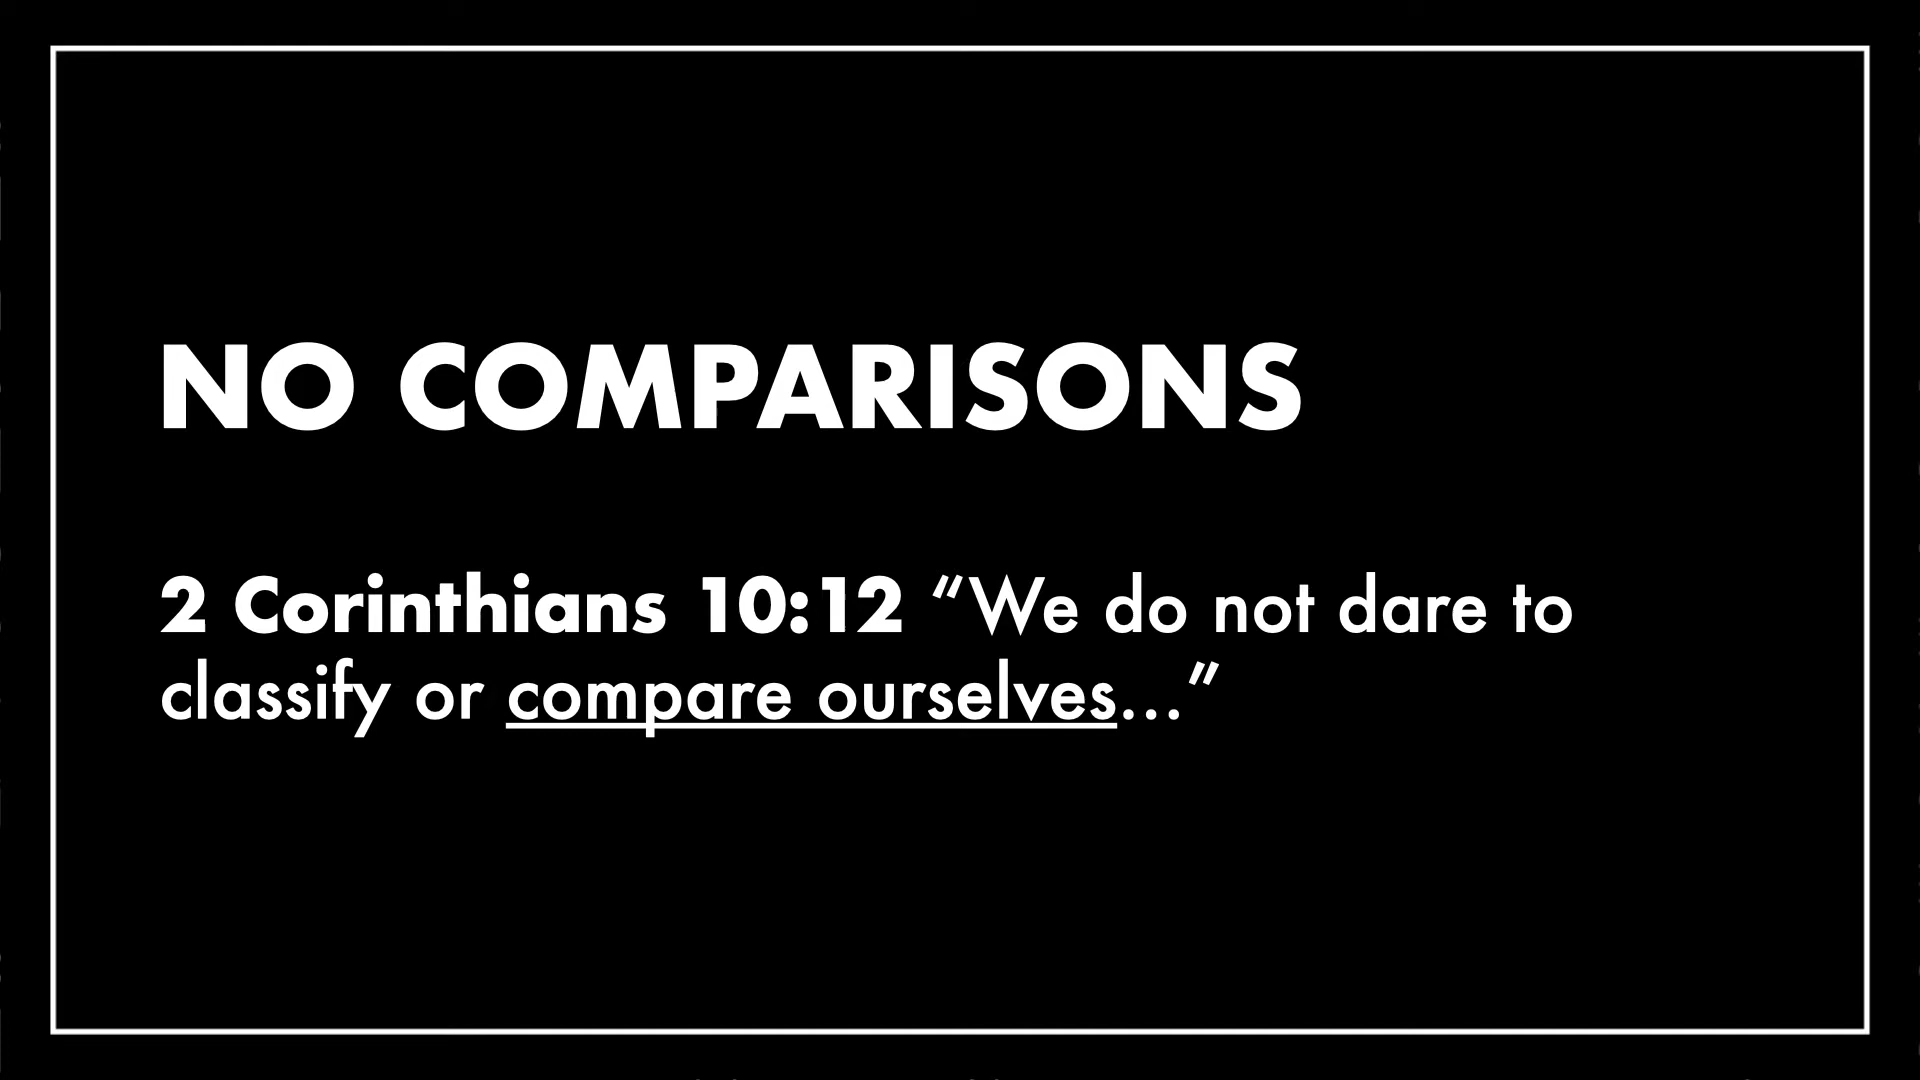 NO COMPARISONS
2 Corinthians 10:12 “We do not dare to
classify or compare ourselves…”